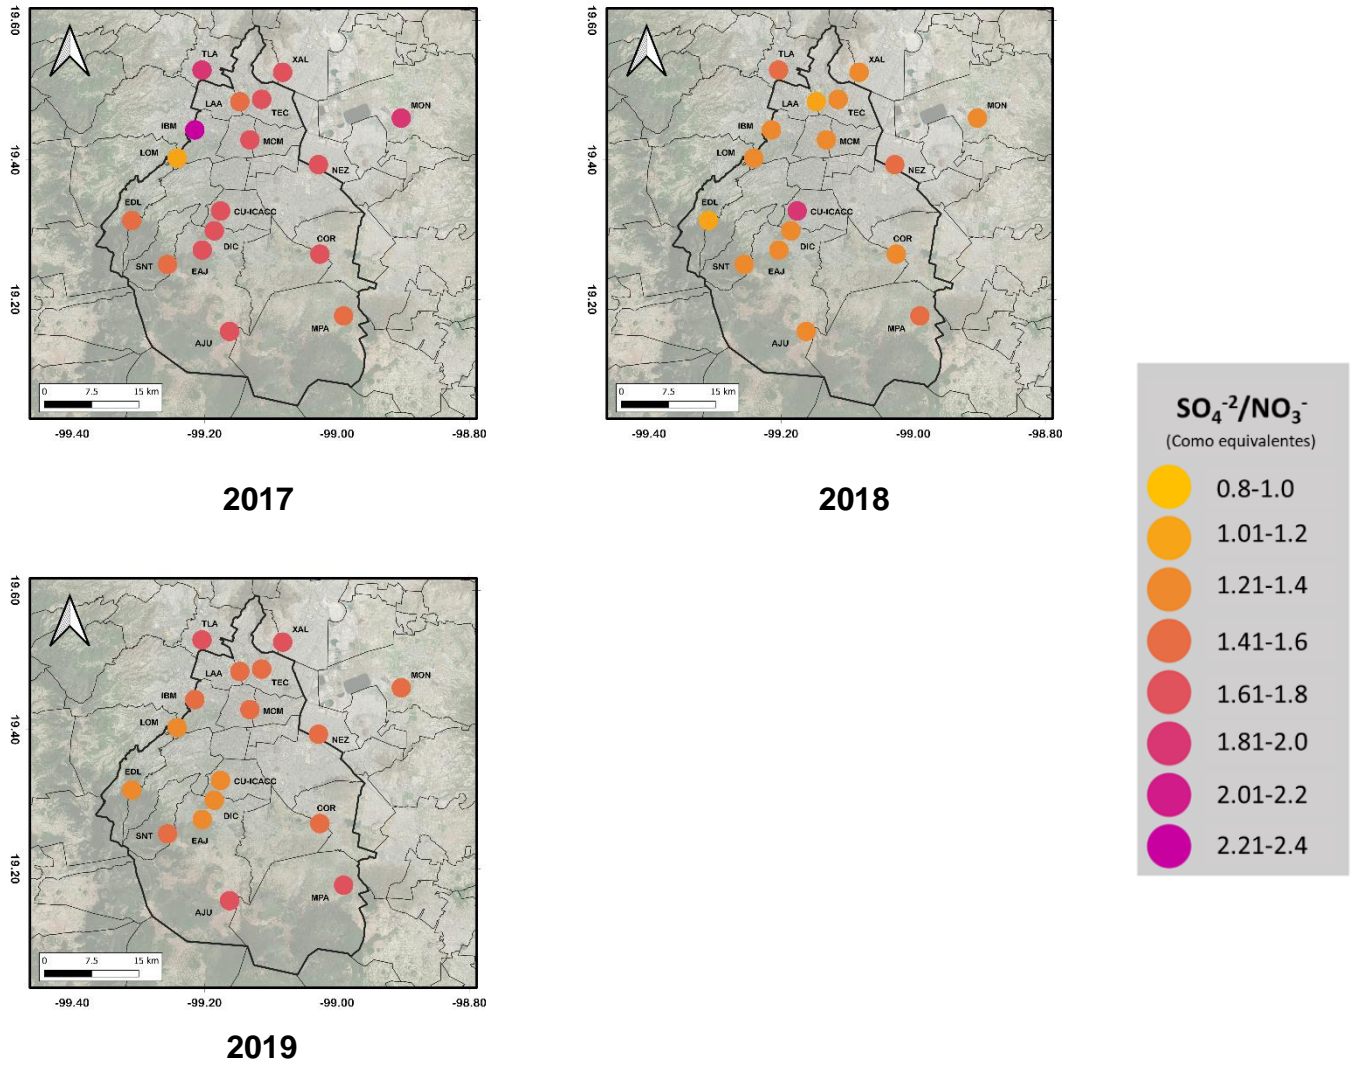 19.60
19.40
19.20
TLA
XAL
LAA
TEC
MON
IBM
MCM
LOM
NEZ
EDL
CU-ICACC
DIC
COR
SNT
EAJ
MPA
AJU
0 7.5 15 km
-99.40 -99.20 -99.00 -98.80
2017
19.60
19.40
19.20
TLA
XAL
LAA
TEC
MON
IBM
MCM
LOM
NEZ
EDL
CU-ICACC
DIC
COR
SNT
EAJ
MPA
AJU
0 7.5 15 km
-99.40 -99.20 -99.00 -98.80
2018
19.60
19.40
19.20
TLA
XAL
LAA
TEC
MON
IBM
MCM
LOM
NEZ
EDL
CU-ICACC
DIC
COR
SNT
EAJ
MPA
AJU
0 7.5 15 km
-99.40 -99.20 -99.00 -98.80
2019
SO₄⁻²/NO₃⁻
(Como equivalentes)
0.8-1.0
1.01-1.2
1.21-1.4
1.41-1.6
1.61-1.8
1.81-2.0
2.01-2.2
2.21-2.4